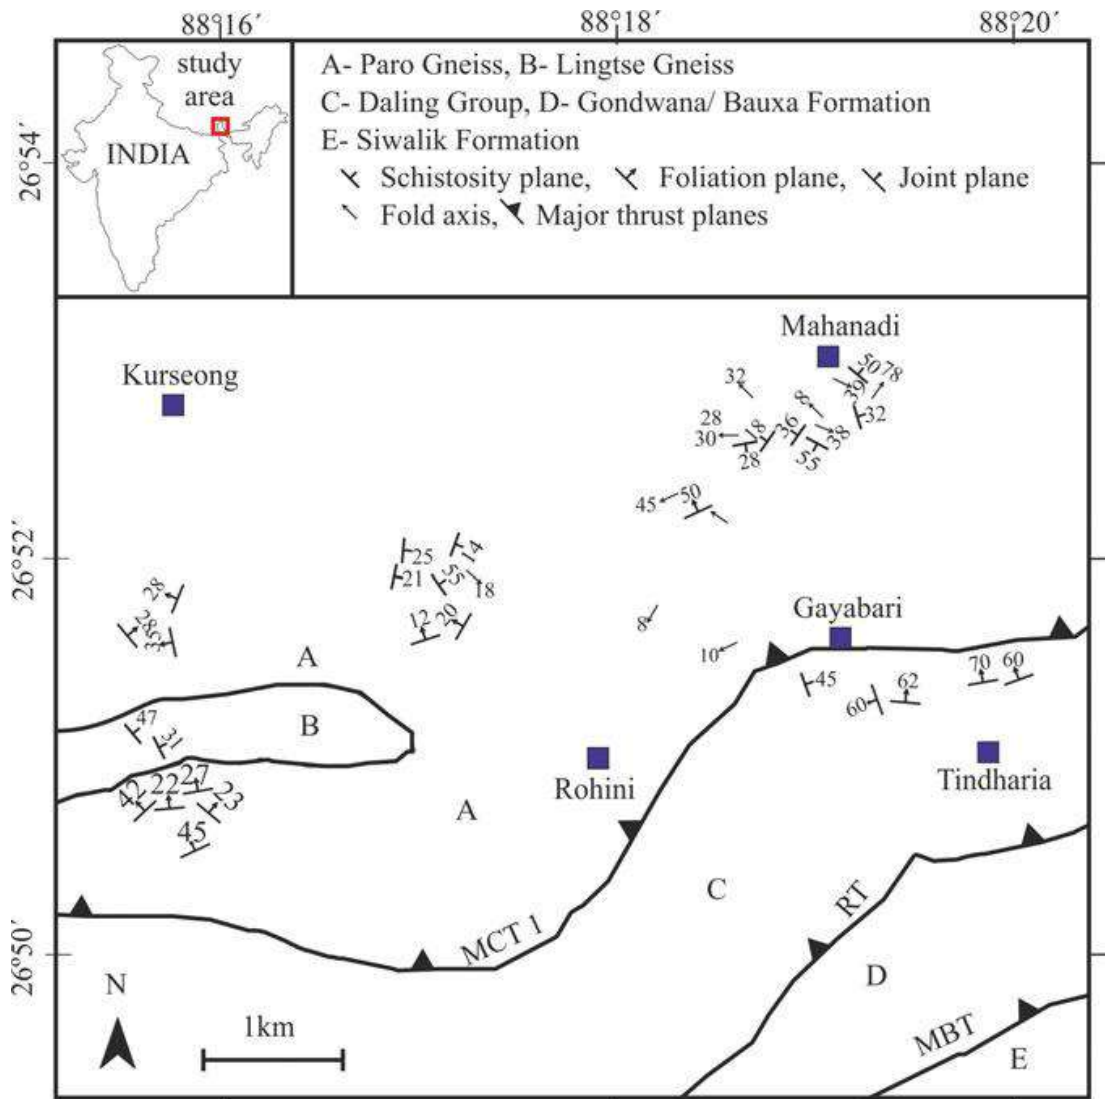 88°16´ 88°18´ 88°20´
study
area
INDIA
A- Paro Gneiss, B- Lingtse Gneiss
C- Daling Group, D- Gondwana/ Bauxa Formation
E- Siwalik Formation
Schistosity plane, Foliation plane, Joint plane
Fold axis, Major thrust planes
26°54´
Mahanadi
Kurseong
50
78
32
39
8
32
28
8
36
30
38
28
55
45
50
26°52´
14
25
55
21
18
28
12
20
28
35
8
Gayabari
10
A
45
70
60
62
60
47
B
31
Rohini
Tindharia
27
22
42
23
A
45
C
RT
MCT 1
26°50´
D
N
1km
MBT
E